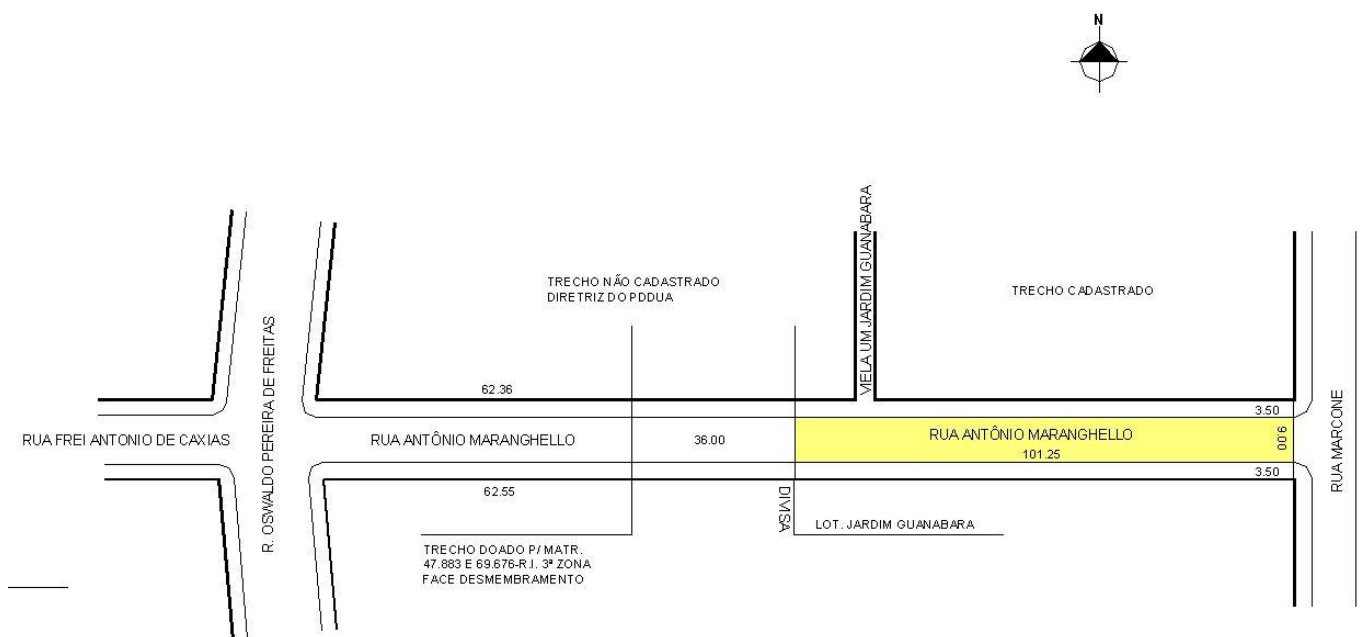 N
VIELA UM JARDIM GUANABARA
TRECHO NÃO CADASTRADO
DIRETRIZ DO PDDUA
TRECHO CADASTRADO
R. OSWALDO PEREIRA DE FREITAS
62.36
3.50
RUA FREI ANTONIO DE CAXIAS
RUA ANTÔNIO MARANGHELLO
36.00
RUA ANTÔNIO MARANGHELLO
101.25
9.00
RUA MARCONE
3.50
62.55
DIVISA
LOT. JARDIM GUANABARA
TRECHO DOADO P/ MATR.
47.883 E 69.676-R.I. 3ª ZONA
FACE DESMEMBRAMENTO